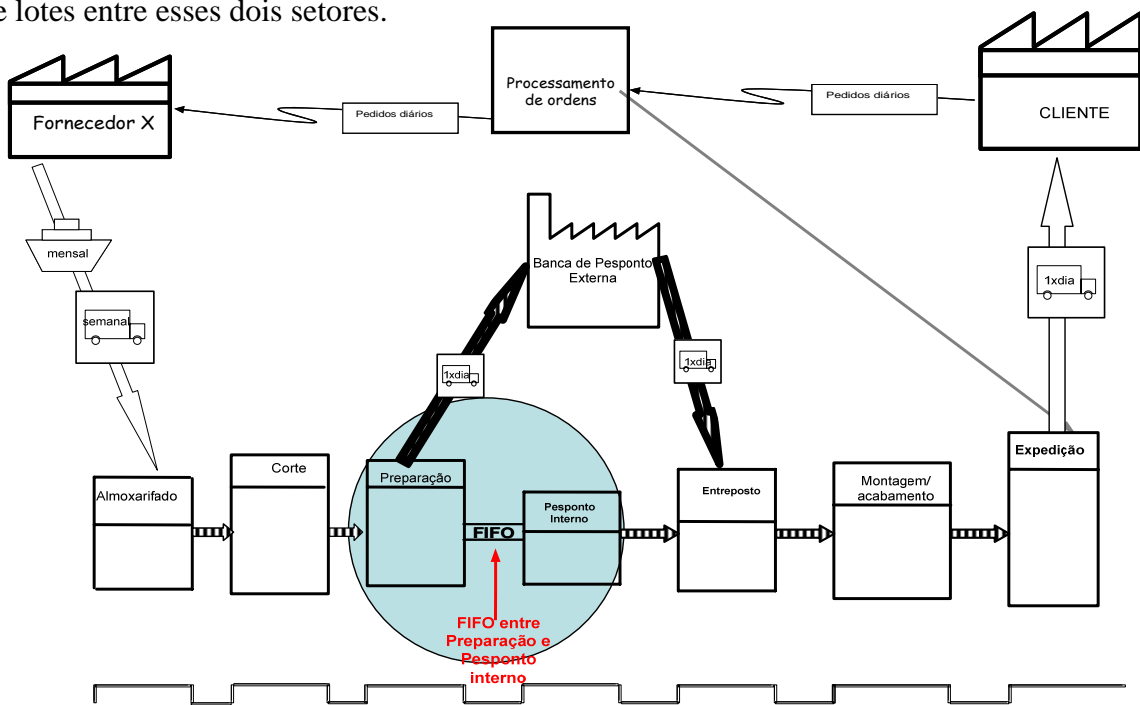 e lotes entre esses dois setores.
Processamento
de ordens
Pedidos diários
Pedidos diários
Fornecedor X
CLIENTE
mensal
semanal
Banca de Pesponto
Externa
1xdia
1xdia
1xdia
Almoxarifado
Corte
Preparação
FIFO
Pesponto
Interno
Entreposto
Montagem/
acabamento
Expedição
FIFO entre
Preparação e
Pesponto
interno